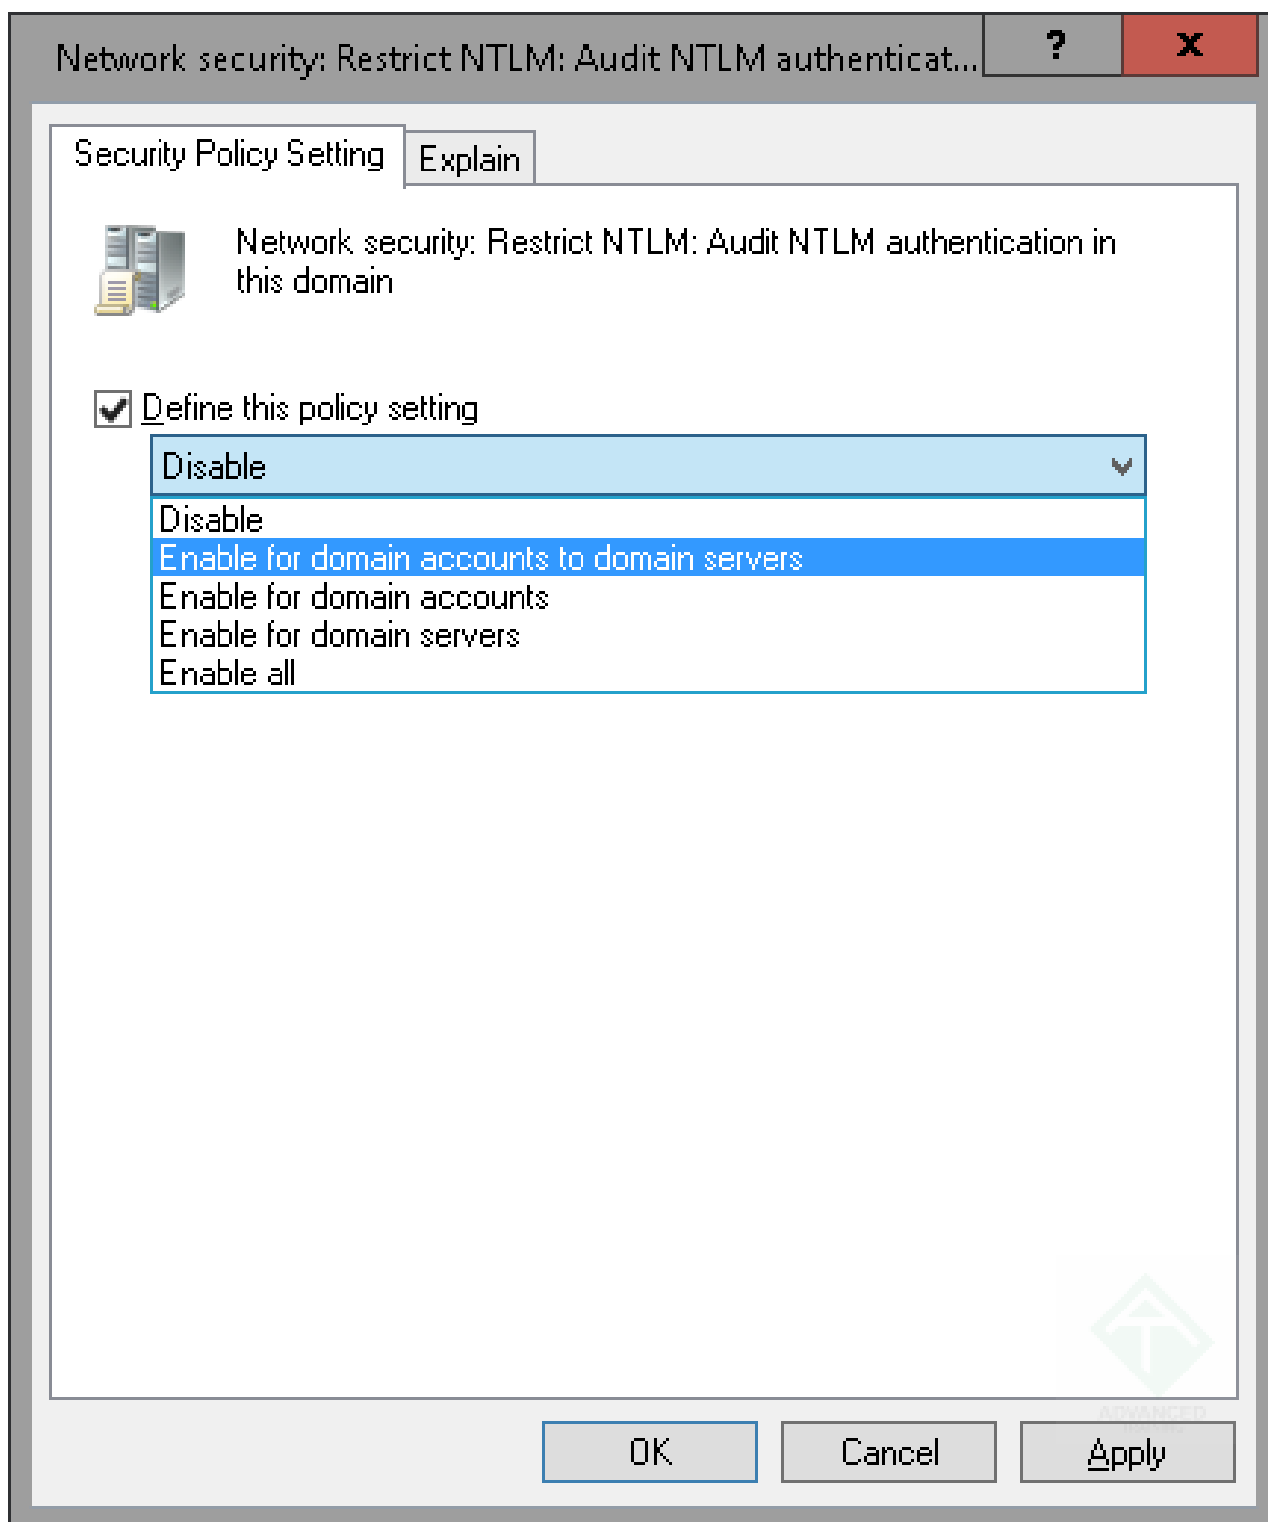 Network security: Restrict NTLM: Audit NTLM authenticat...
?
x
Security Policy Setting
Explain
Network security: Restrict NTLM: Audit NTLM authentication in
this domain
Define this policy setting
Disable
Disable
Enable for domain accounts to domain servers
Enable for domain accounts
Enable for domain servers
Enable all
ADVANCED
OK
Cancel
Apply